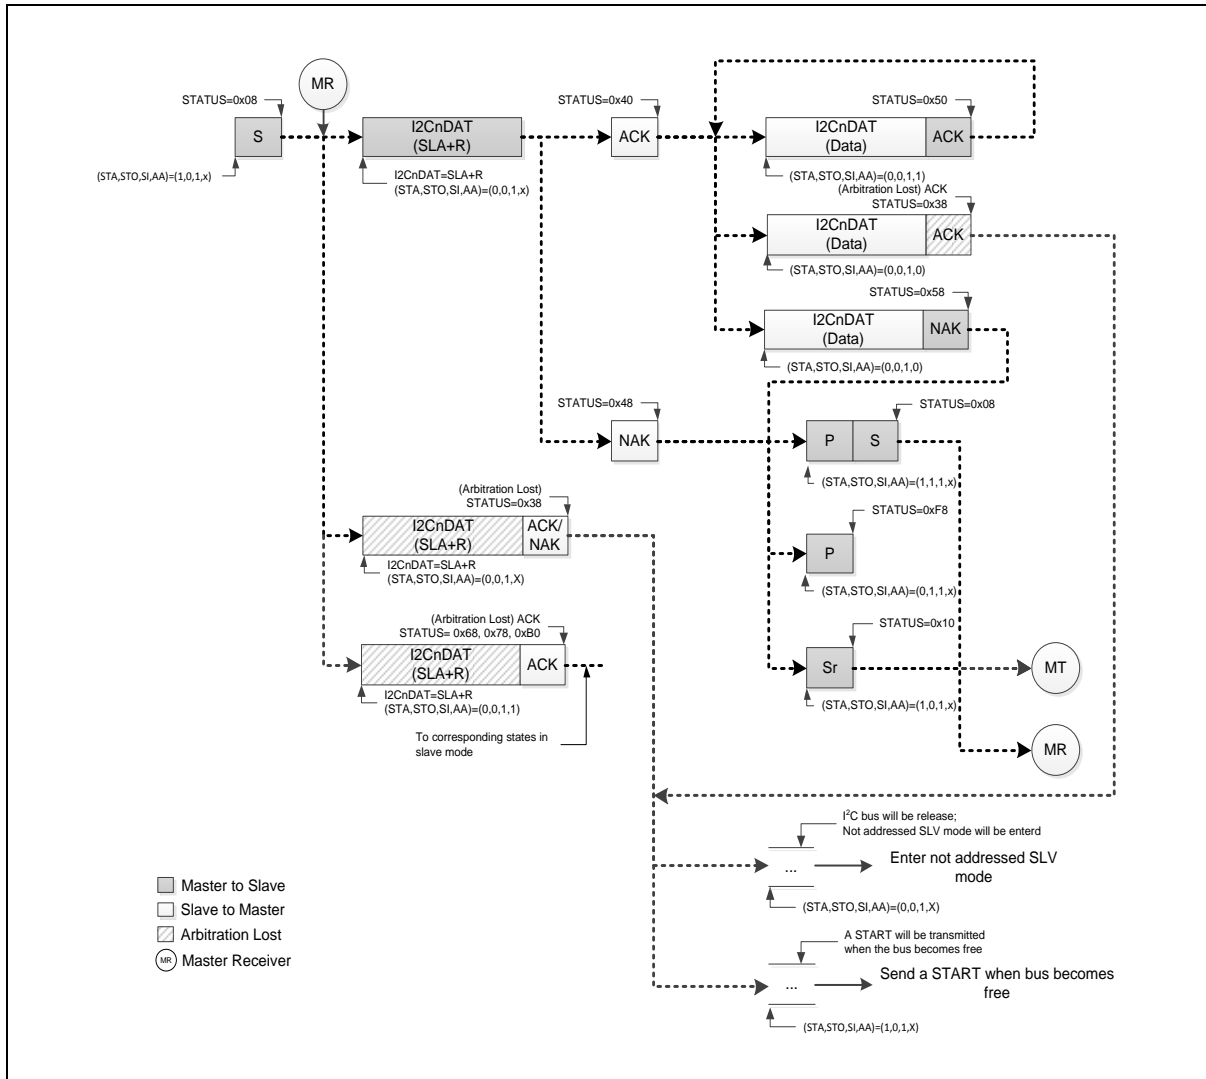 MR
STATUS=0x08
STATUS=0x40
STATUS=0x50
S
I2CnDAT
(SLA+R)
ACK
I2CnDAT
(Data)
ACK
(STA,STO,SI,AA)=(1,0,1,x)
I2CnDAT=SLA+R
(STA,STO,SI,AA)=(0,0,1,x)
(STA,STO,SI,AA)=(0,0,1,1)
(Arbitration Lost) ACK
STATUS=0x38
I2CnDAT
(Data)
ACK
(STA,STO,SI,AA)=(0,0,1,0)
STATUS=0x58
I2CnDAT
(Data)
NAK
(STA,STO,SI,AA)=(0,0,1,0)
STATUS=0x48
STATUS=0x08
NAK
P
S
(STA,STO,SI,AA)=(1,1,1,x)
(Arbitration Lost)
STATUS=0x38
I2CnDAT
(SLA+R)
ACK/
NAK
I2CnDAT=SLA+R
(STA,STO,SI,AA)=(0,0,1,X)
STATUS=0xF8
P
(STA,STO,SI,AA)=(0,1,1,x)
(Arbitration Lost) ACK
STATUS= 0x68, 0x78, 0xB0
I2CnDAT
(SLA+R)
ACK
I2CnDAT=SLA+R
(STA,STO,SI,AA)=(0,0,1,1)
To corresponding states in
slave mode
STATUS=0x10
Sr
MT
(STA,STO,SI,AA)=(1,0,1,x)
MR
I²C bus will be release;
Not addressed SLV mode will be enterd
...
Enter not addressed SLV
mode
(STA,STO,SI,AA)=(0,0,1,X)
A START will be transmitted
when the bus becomes free
...
Send a START when bus becomes
free
(STA,STO,SI,AA)=(1,0,1,X)
Master to Slave
Slave to Master
Arbitration Lost
MR Master Receiver